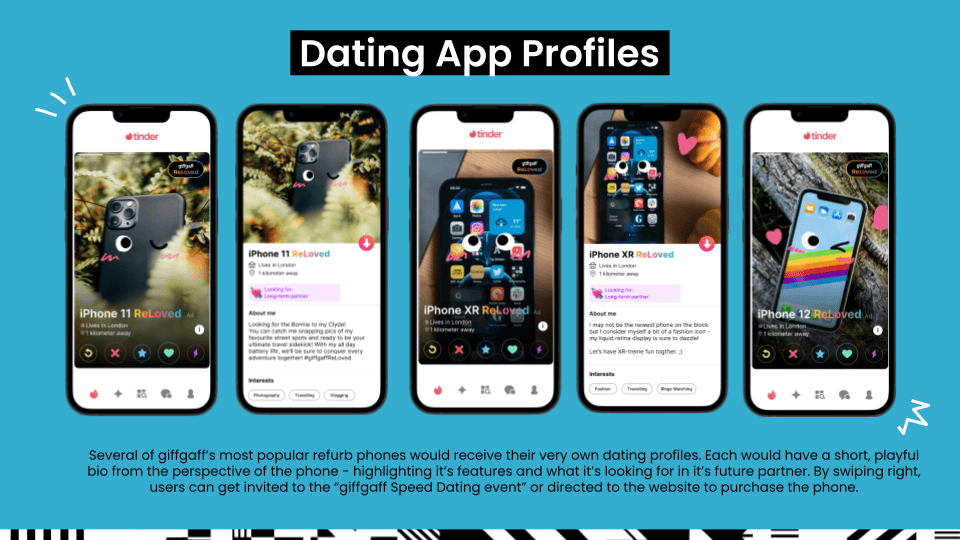 Dating App Profiles
tinder
giffgaff
ReLoved
iPhone 11 ReLoved Ad
Lives in London
1 kilometer away
iPhone 11 ReLoved
Lives in London
1 kilometer away
Looking for:
Long-term partner
About me
Looking for the Bonnie to my Clyde!
You can catch me snapping pics of my
favourite street spots and ready to be your
ultimate travel sidekick! With my all day
battery life, we'll be sure to conquer every
adventure together! #giffgaffReLoved
Interests
Photography Travelling Vlogging
tinder
giffgaff
ReLoved
iPhone XR ReLoved Ad
Lives in London
1 kilometer away
iPhone XR ReLoved
Lives in London
1 kilometer away
Looking for:
Long-term partner
About me
I may not be the newest phone on the block
but I consider myself a bit of a fashion icon -
my liquid retina display is sure to dazzle!
Let's have XR-treme fun togther. ;)
Interests
Fashion Travelling Binge Watching
tinder
giffgaff
ReLoved
iPhone 12 ReLoved Ad
Lives in London
1 kilometer away
Several of giffgaff's most popular refurb phones would receive their very own dating profiles. Each would have a short, playful
bio from the perspective of the phone - highlighting it's features and what it's looking for in it's future partner. By swiping right,
users can get invited to the "giffgaff Speed Dating event" or directed to the website to purchase the phone.